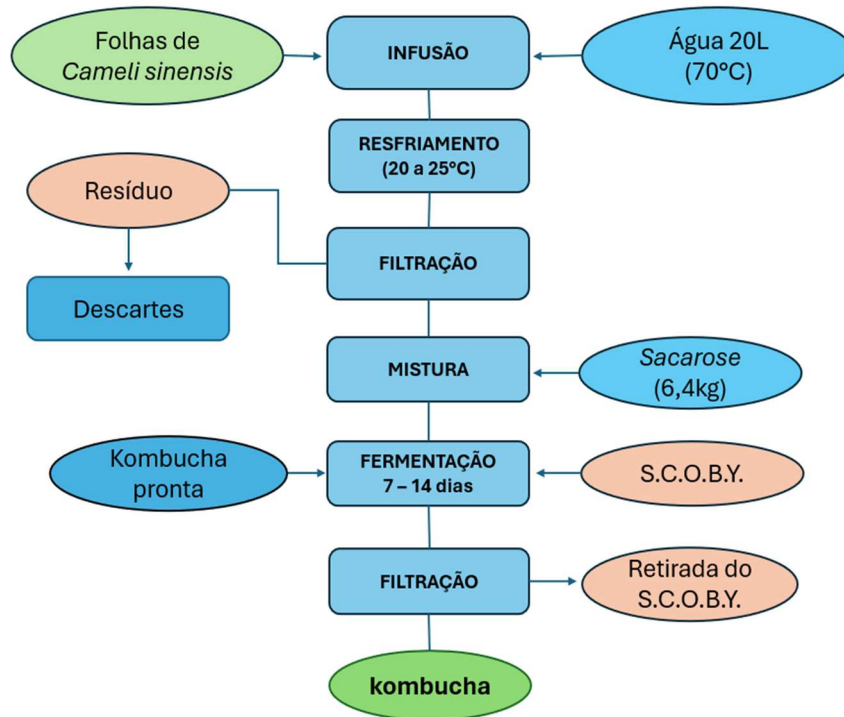 Folhas de
Cameli sinensis
INFUSÃO
Água 20L
(70°C)
RESFRIAMENTO
(20 a 25°C)
Resíduo
FILTRAÇÃO
Descartes
MISTURA
Sacarose
(6,4kg)
Kombucha
pronta
FERMENTAÇÃO
7 – 14 dias
S.C.O.B.Y.
FILTRAÇÃO
Retirada do
S.C.O.B.Y.
kombucha